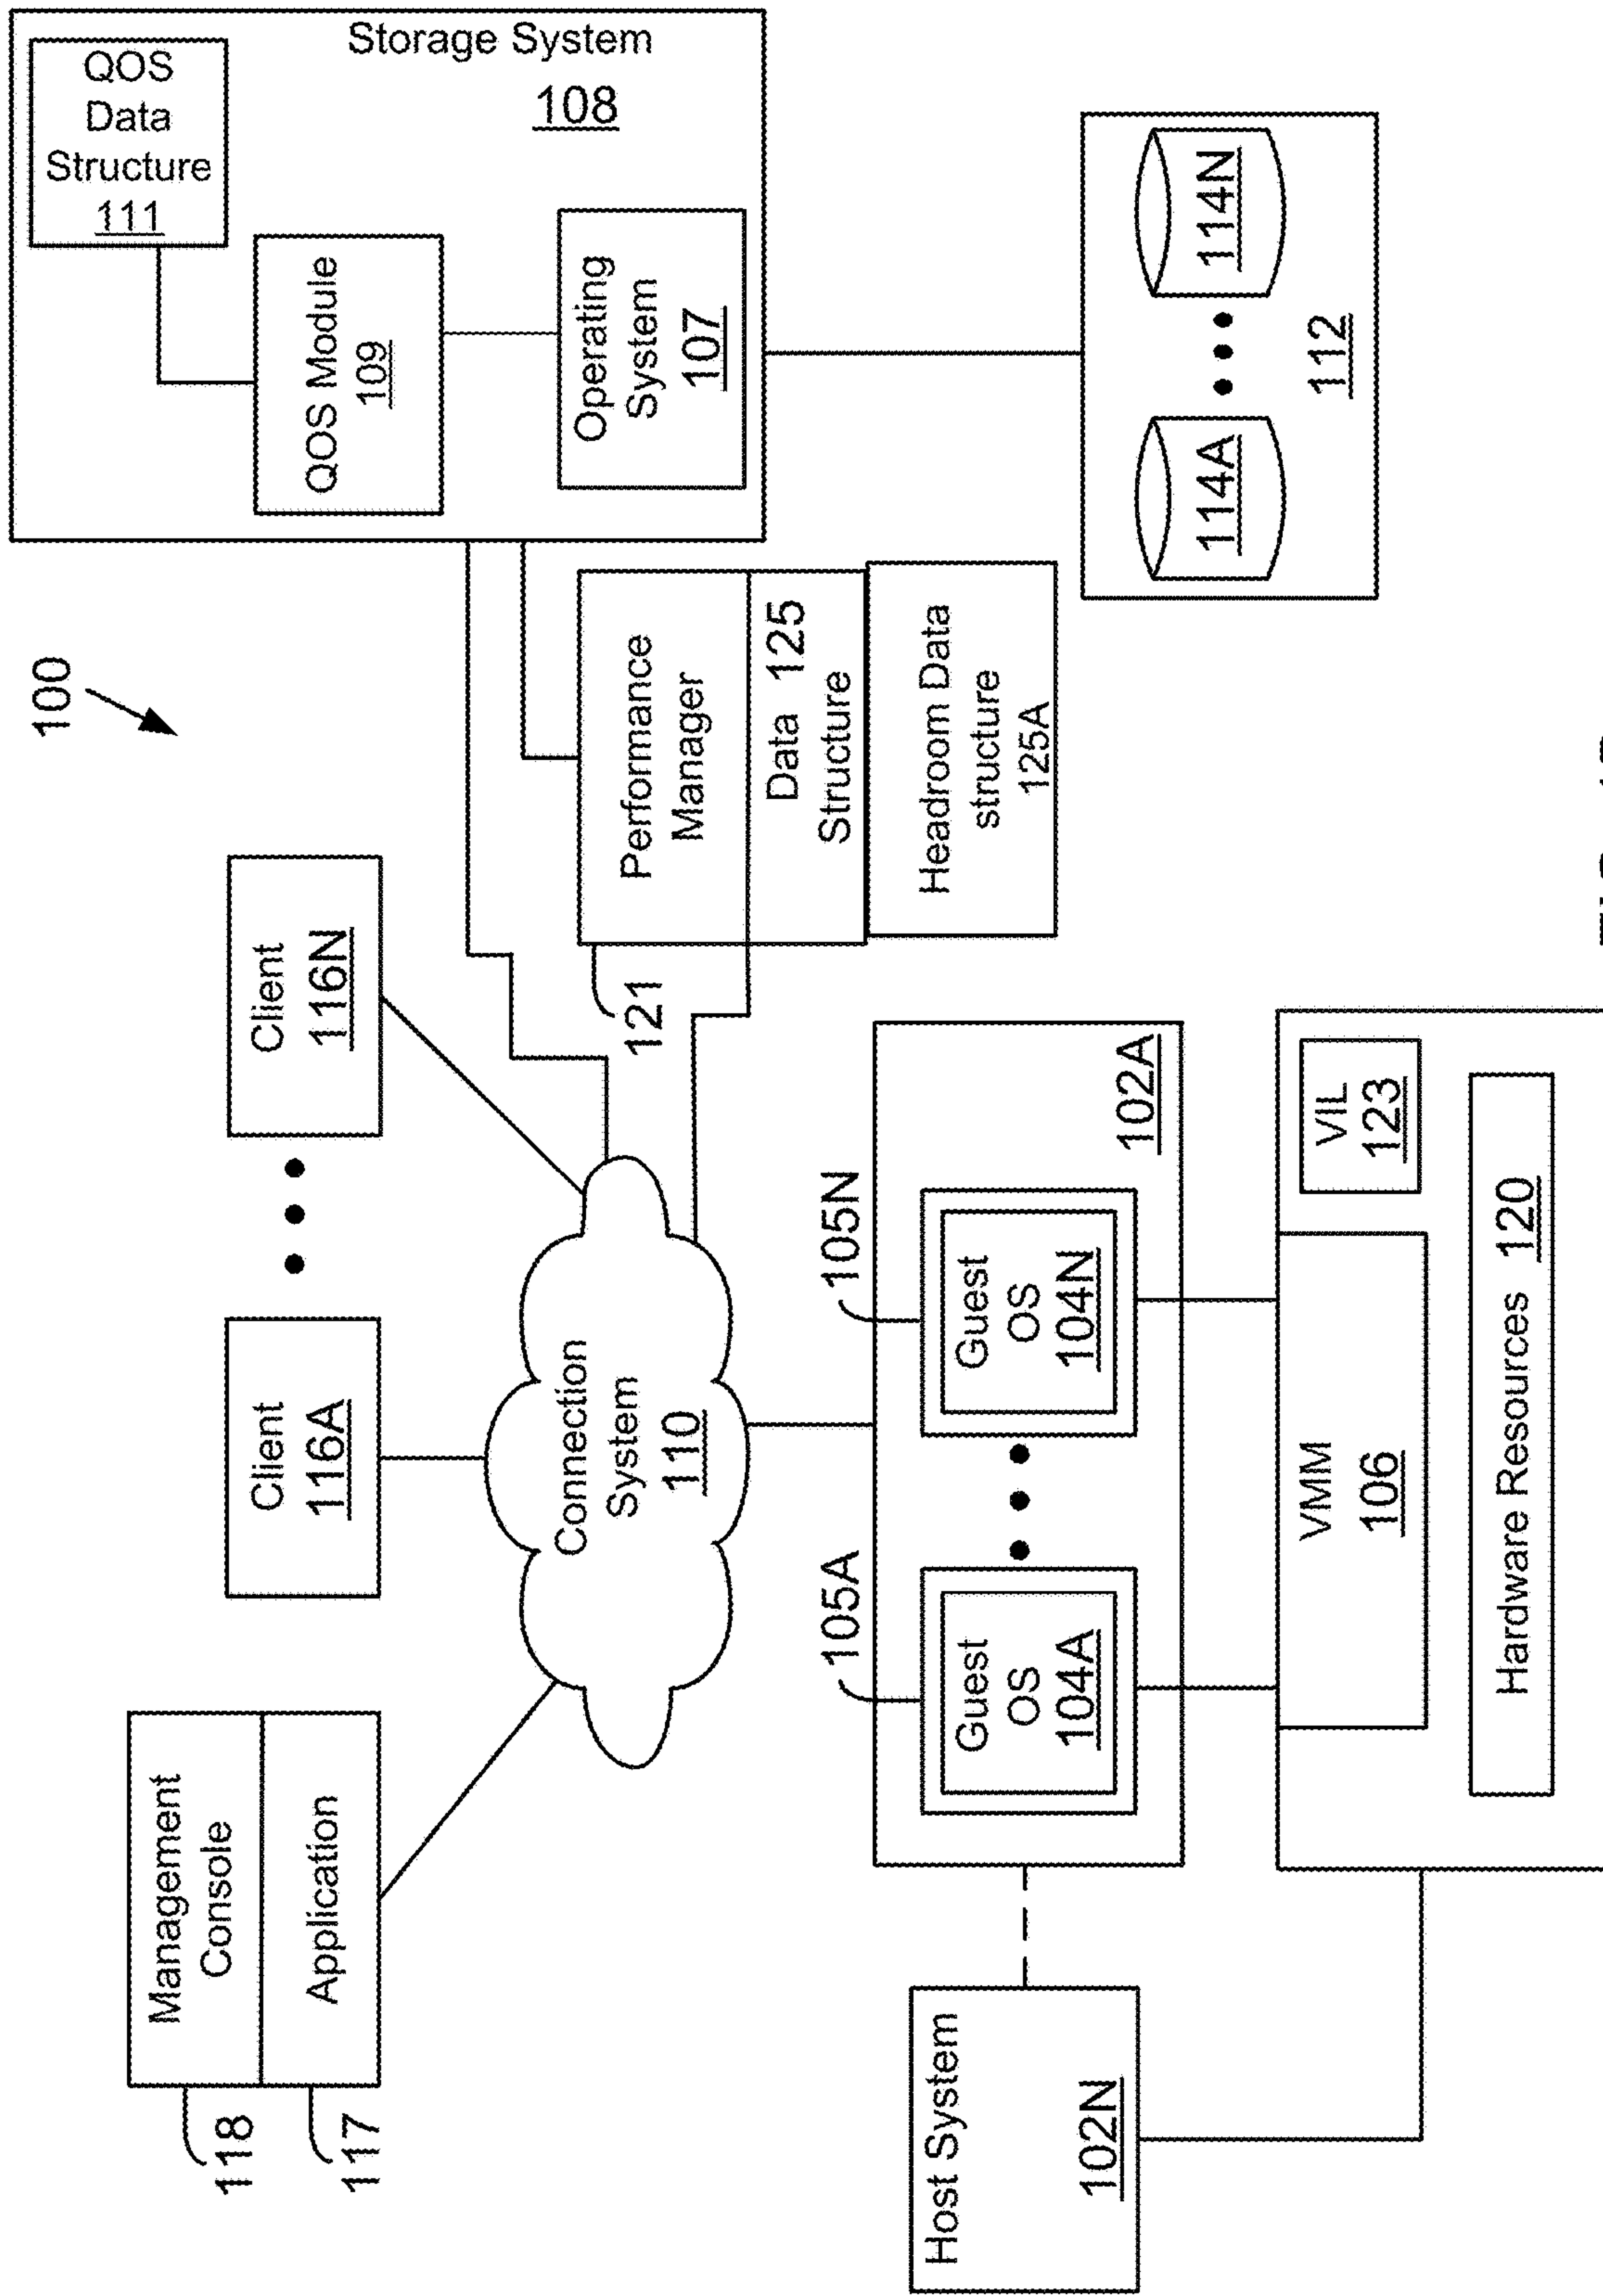 100
Management
Console
118
Application
117
Client
116A
Client
116N
QOS
Data
Structure
111
Storage System
108
QOS Module
109
Operating
System
107
Connection
System
110
Performance
Manager
121
Data 125
Structure
Headroom Data
structure
125A
105A
105N
Guest
OS
104A
Guest
OS
104N
102A
Host System
102N
114A
114N
112
VMM
106
VIL
123
Hardware Resources 120